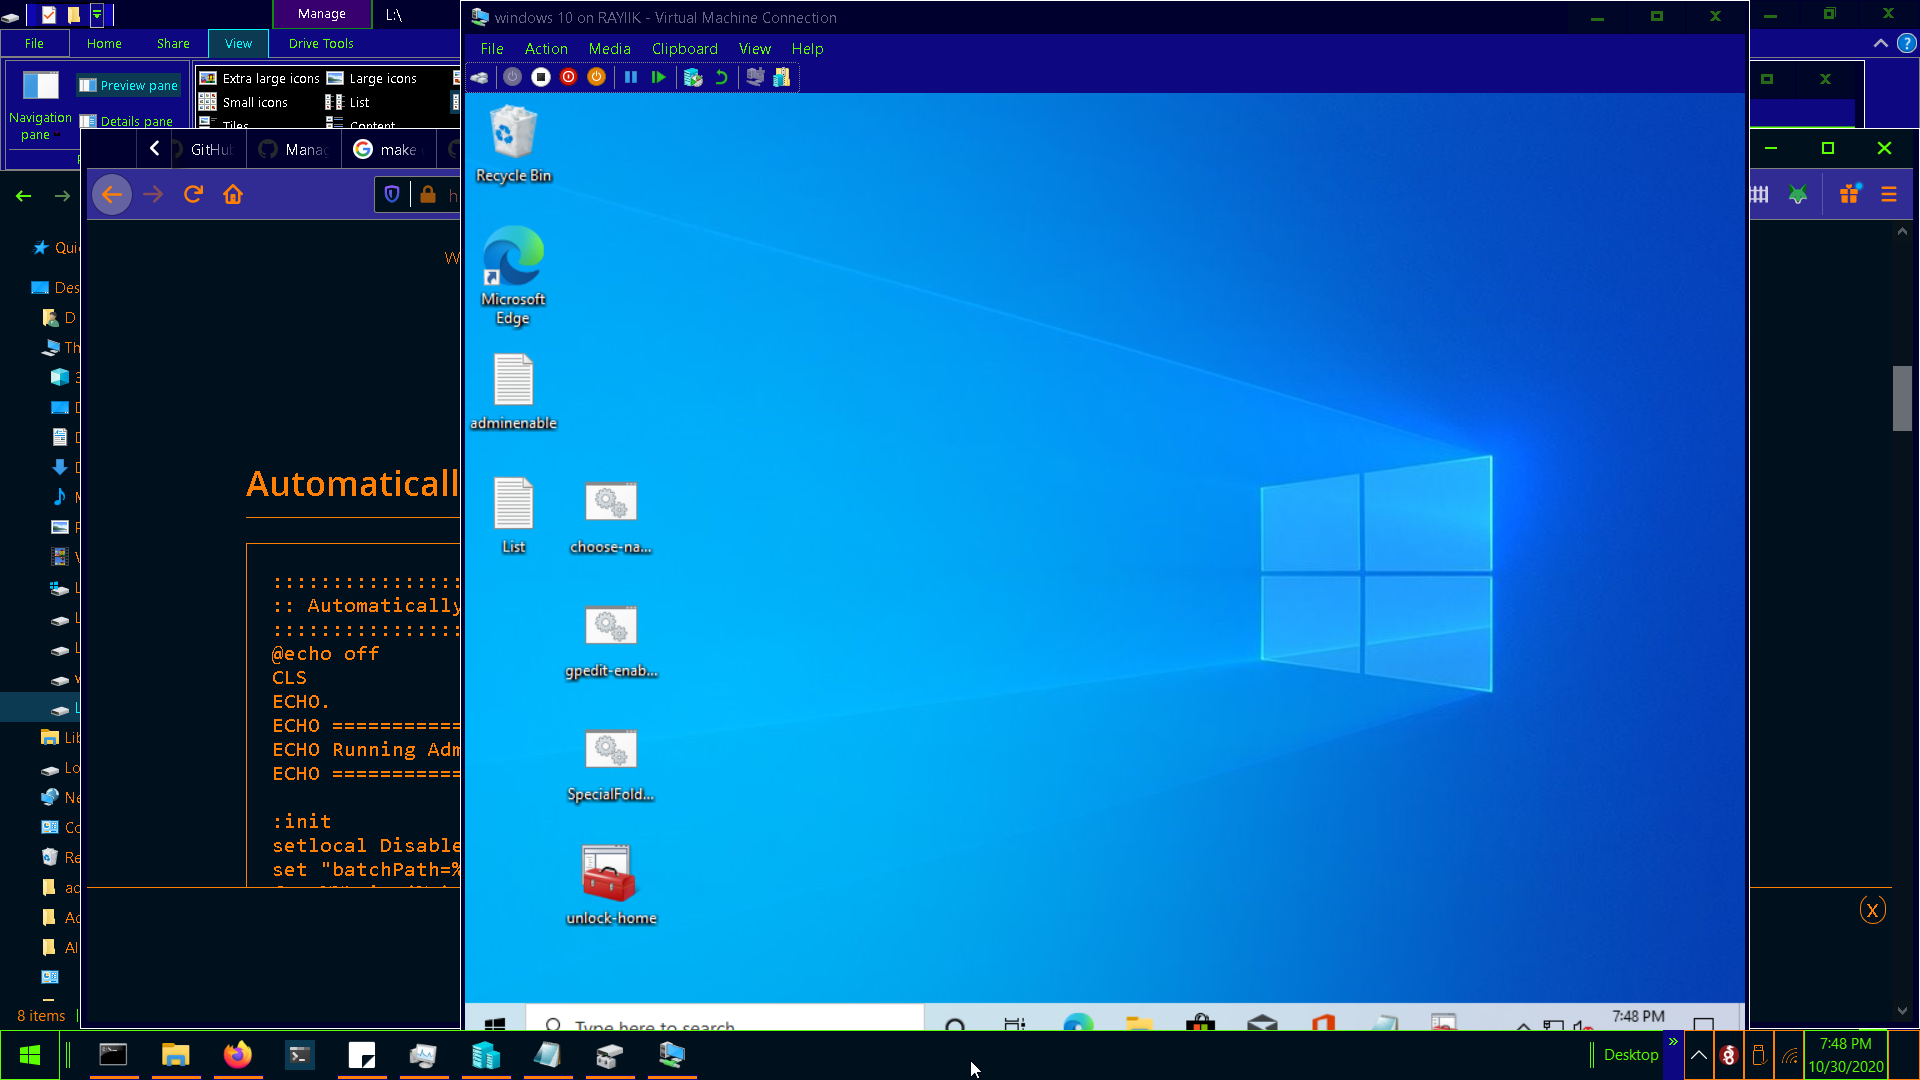 Manage
L:\
File
Home
Share
View
Drive Tools
Navigation
pane
Preview pane
Details pane
Extra large icons
Large icons
Small icons
List
Tiles
Content
GitHub
Mana
make
Automaticall
:: Automatically
@echo off
CLS
ECHO.
ECHO ===========
ECHO Running Adm
ECHO ===========
:init
setlocal Disable
set "batchPath=%
8 items
windows 10 on RAYIIK - Virtual Machine Connection
File
Action
Media
Clipboard
View
Help
Recycle Bin
Microsoft
Edge
adminenable
List
choose-na...
gpedit-enab...
SpecialFold...
unlock-home
Type here to search
7:48 PM
Desktop
7:48 PM
10/30/2020